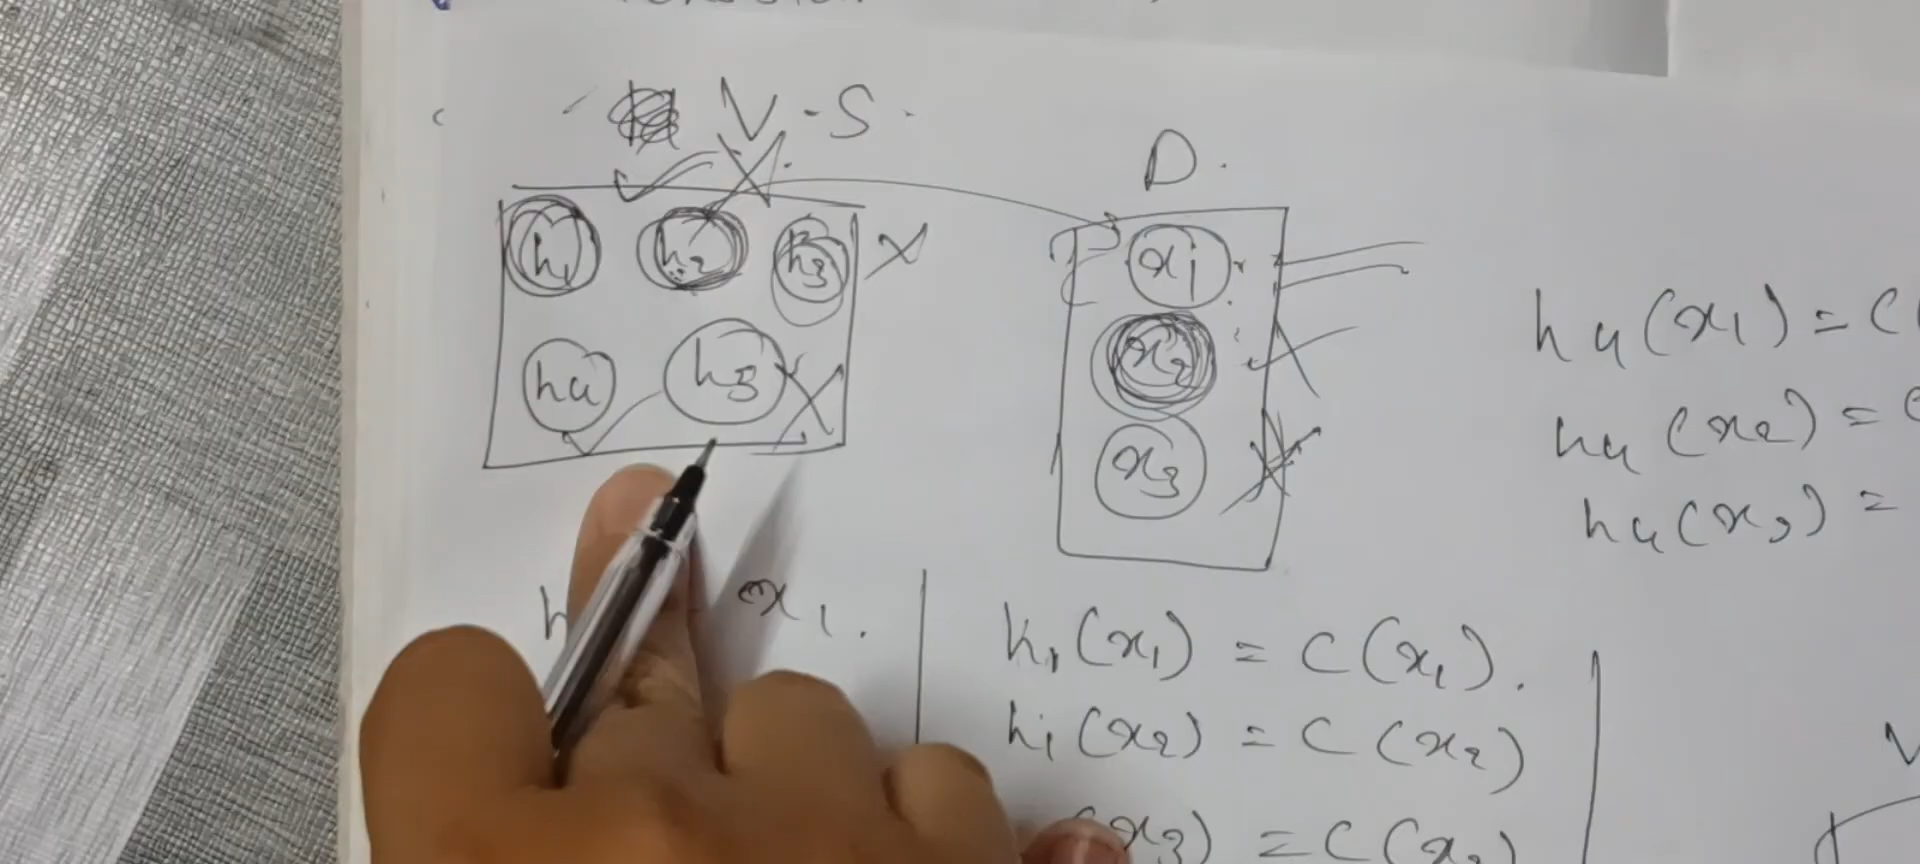 V.S.
D.
h1 h2 h3
h4 h5
x1
x2
x3
h4(x1) = C(
h4(x2) =
h4(x3) =
x1.
h1(x1) = C(x1).
h1(x2) = C(x2)
x3) = C(x3)